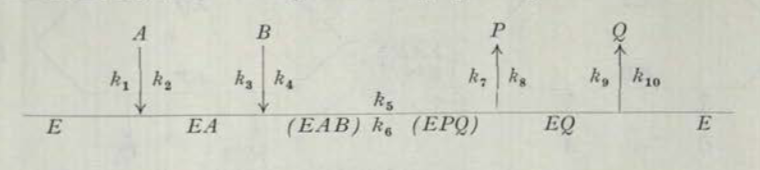 A B P Q
k₁ k₂ k₃ k₄ k₇ k₈ k₉ k₁₀
k₅
E EA (EAB) k₆ (EPQ) EQ E